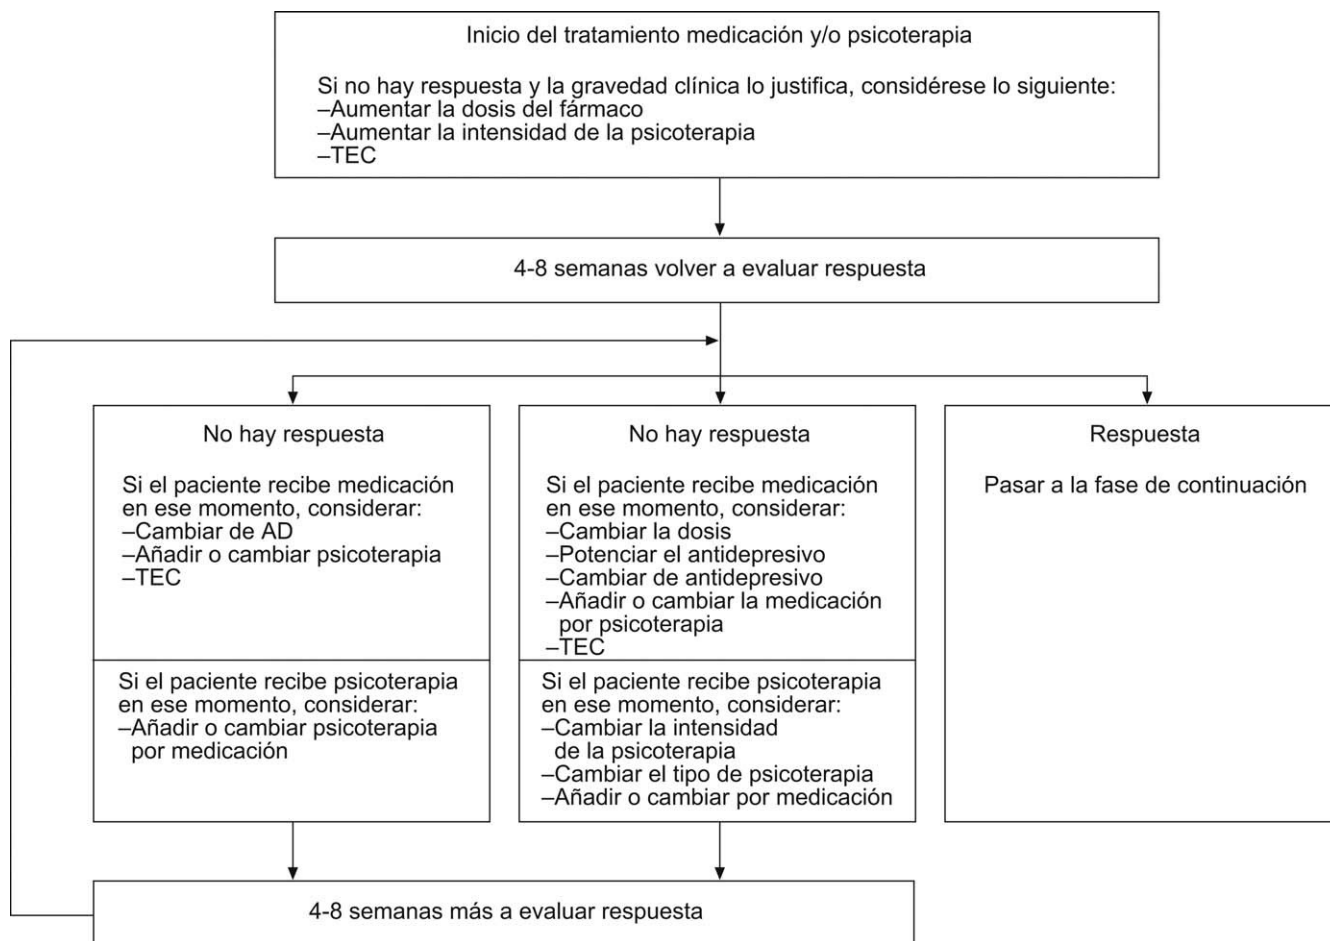 Inicio del tratamiento medicación y/o psicoterapia
Si no hay respuesta y la gravedad clínica lo justifica, considérese lo siguiente:
–Aumentar la dosis del fármaco
–Aumentar la intensidad de la psicoterapia
–TEC
4-8 semanas volver a evaluar respuesta
No hay respuesta
Si el paciente recibe medicación
en ese momento, considerar:
–Cambiar de AD
–Añadir o cambiar psicoterapia
–TEC
Si el paciente recibe psicoterapia
en ese momento, considerar:
–Añadir o cambiar psicoterapia
por medicación
No hay respuesta
Si el paciente recibe medicación
en ese momento, considerar:
–Cambiar la dosis
–Potenciar el antidepresivo
–Cambiar de antidepresivo
–Añadir o cambiar la medicación
por psicoterapia
–TEC
Si el paciente recibe psicoterapia
en ese momento, considerar:
–Cambiar la intensidad
de la psicoterapia
–Cambiar el tipo de psicoterapia
–Añadir o cambiar por medicación
Respuesta
Pasar a la fase de continuación
4-8 semanas más a evaluar respuesta